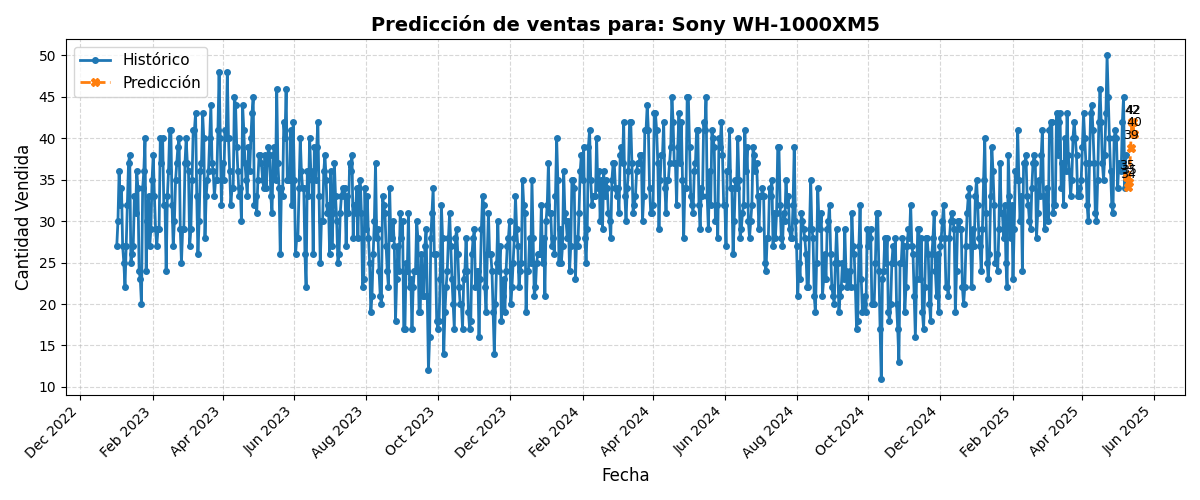 Predicción de ventas para: Sony WH-1000XM5
Histórico
Predicción
Cantidad Vendida
50
45
40
35
30
25
20
15
10
42
40
39
35
34
Dec 2022
Feb 2023
Apr 2023
Jun 2023
Aug 2023
Oct 2023
Dec 2023
Feb 2024
Apr 2024
Jun 2024
Aug 2024
Oct 2024
Dec 2024
Feb 2025
Apr 2025
Jun 2025
Fecha